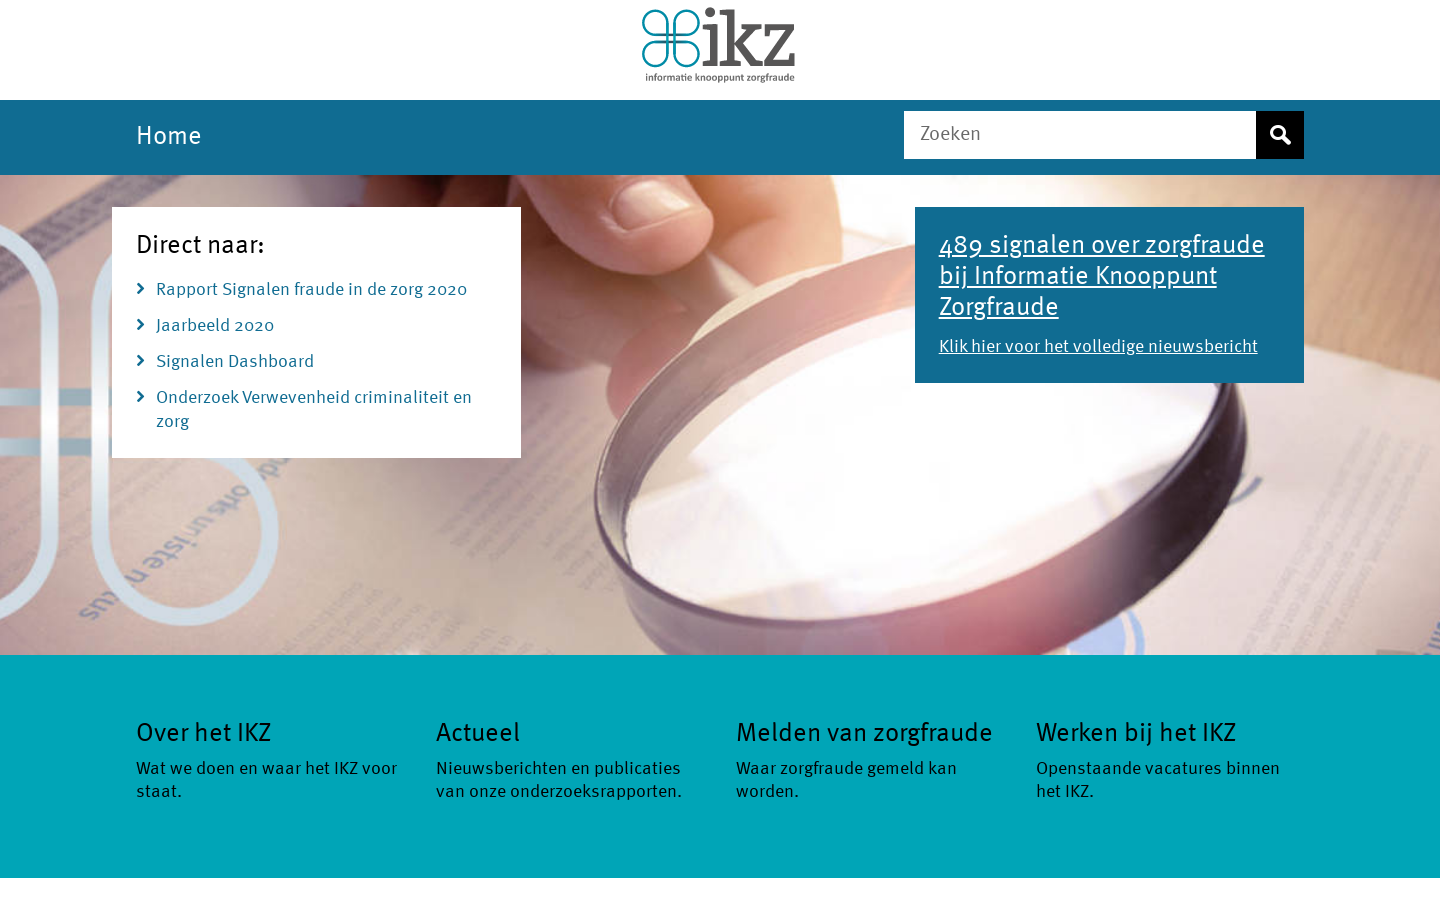 ikz
informatie knooppunt zorgfraude
Home
Zoeken
Direct naar:
Rapport Signalen fraude in de zorg 2020
Jaarbeeld 2020
Signalen Dashboard
Onderzoek Verwevenheid criminaliteit en
zorg
489 signalen over zorgfraude
bij Informatie Knooppunt
Zorgfraude
Klik hier voor het volledige nieuwsbericht
Over het IKZ
Wat we doen en waar het IKZ voor
staat.
Actueel
Nieuwsberichten en publicaties
van onze onderzoeksrapporten.
Melden van zorgfraude
Waar zorgfraude gemeld kan
worden.
Werken bij het IKZ
Openstaande vacatures binnen
het IKZ.